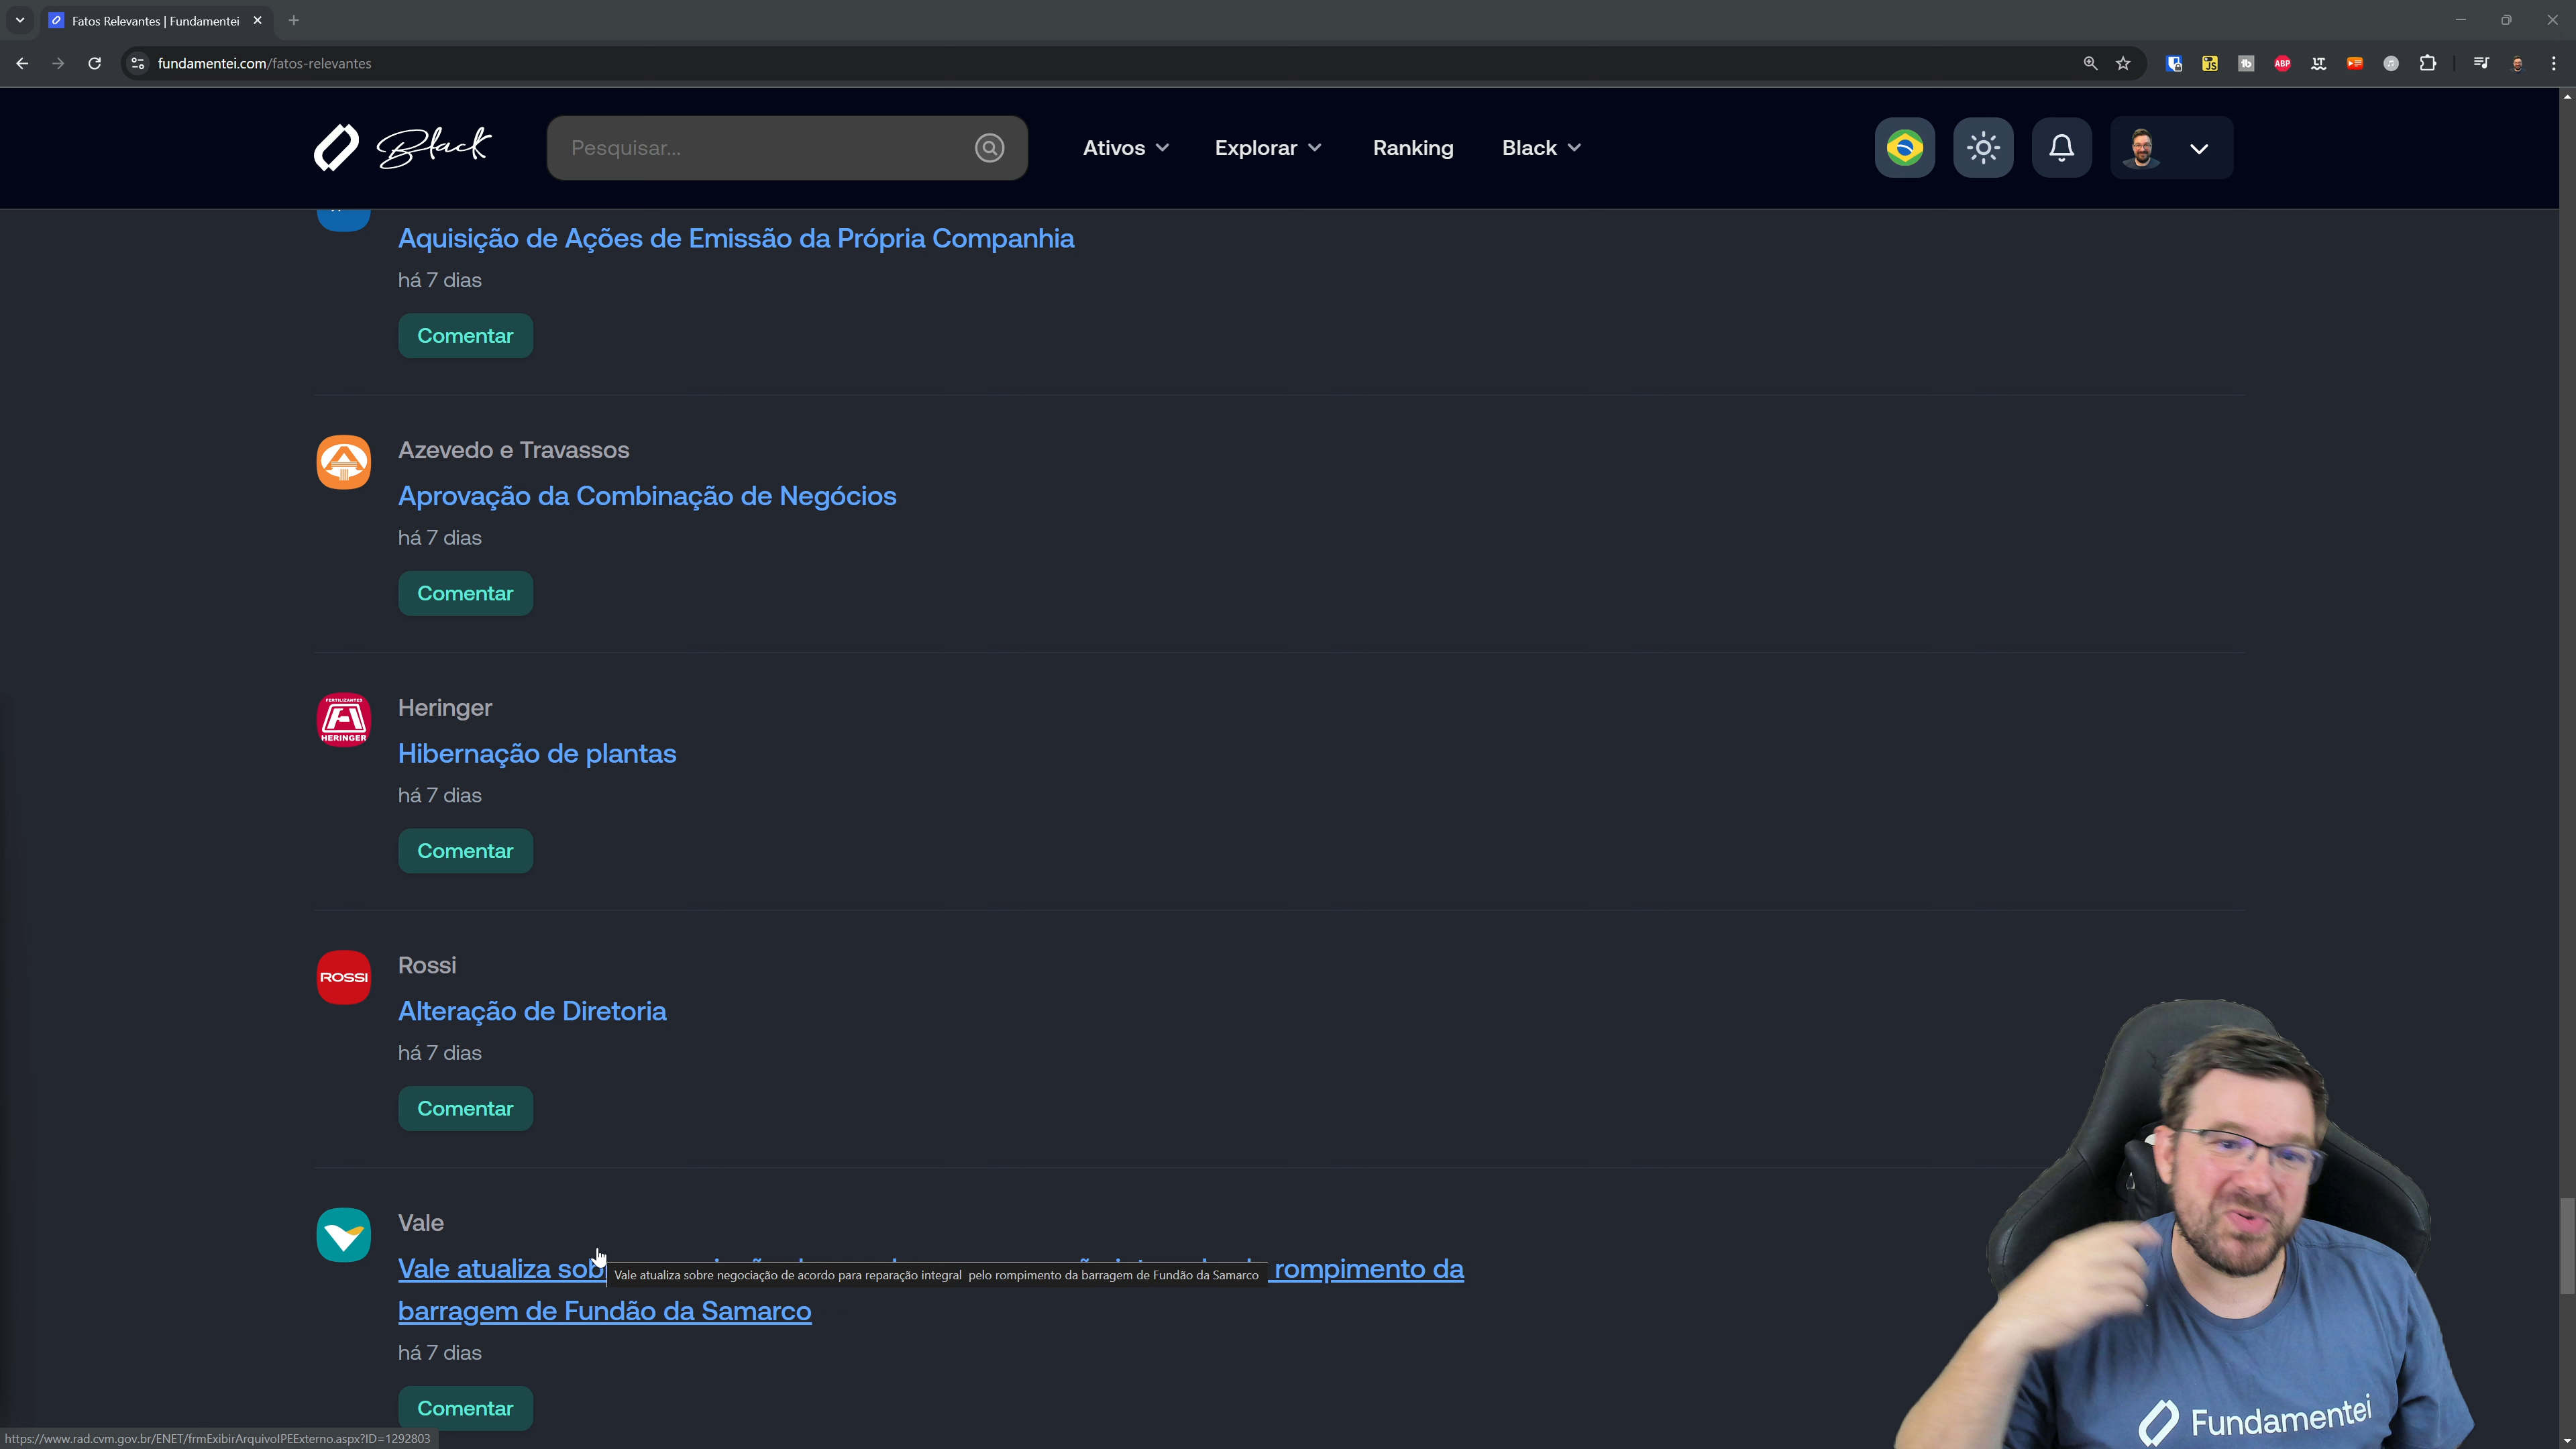 Fatos Relevantes | Fundamentei
fundamentei.com/fatos-relevantes
Black
Pesquisar...
Ativos
Explorar
Ranking
Black
Aquisição de Ações de Emissão da Própria Companhia
há 7 dias
Comentar
Azevedo e Travassos
Aprovação da Combinação de Negócios
há 7 dias
Comentar
FERTILIZANTES
HERINGER
Heringer
Hibernação de plantas
há 7 dias
Comentar
ROSSI
Rossi
Alteração de Diretoria
há 7 dias
Comentar
Vale
Vale atualiza sob rompimento da
Vale atualiza sobre negociação de acordo para reparação integral pelo rompimento da barragem de Fundão da Samarco
barragem de Fundão da Samarco
há 7 dias
Comentar
Fundamentei
https://www.rad.cvm.gov.br/ENET/frmExibirArquivoIPEExterno.aspx?ID=1292803